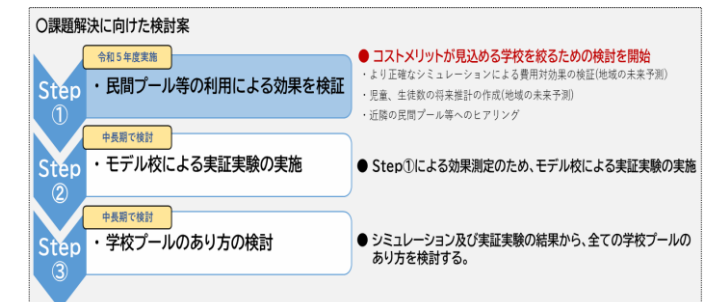 〇課題解決に向けた検討案
令和5年度実施
Step
①
・民間プール等の利用による効果を検証
● コストメリットが見込める学校を絞るための検討を開始
・より正確なシミュレーションによる費用対効果の検証(地域の未来予測)
・児童、生徒数の将来推計の作成(地域の未来予測)
・近隣の民間プール等へのヒアリング
中長期で検討
Step
②
・モデル校による実証実験の実施
● Step①による効果測定のため、モデル校による実証実験の実施
中長期で検討
Step
③
・学校プールのあり方の検討
● シミュレーション及び実証実験の結果から、全ての学校プールの
あり方を検討する。